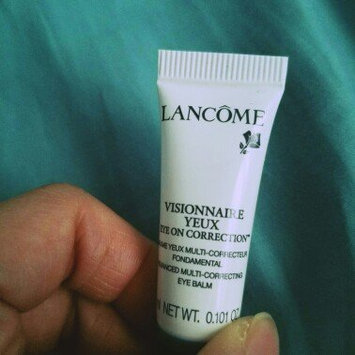 LANCÔME
VISIONNAIRE
YEUX
EYE ON CORRECTION™
YEUX MULTI-CORRECTEUR
FONDAMENTAL
ADVANCED MULTI-CORRECTING
EYE BALM
NET WT. 0.101 OZ